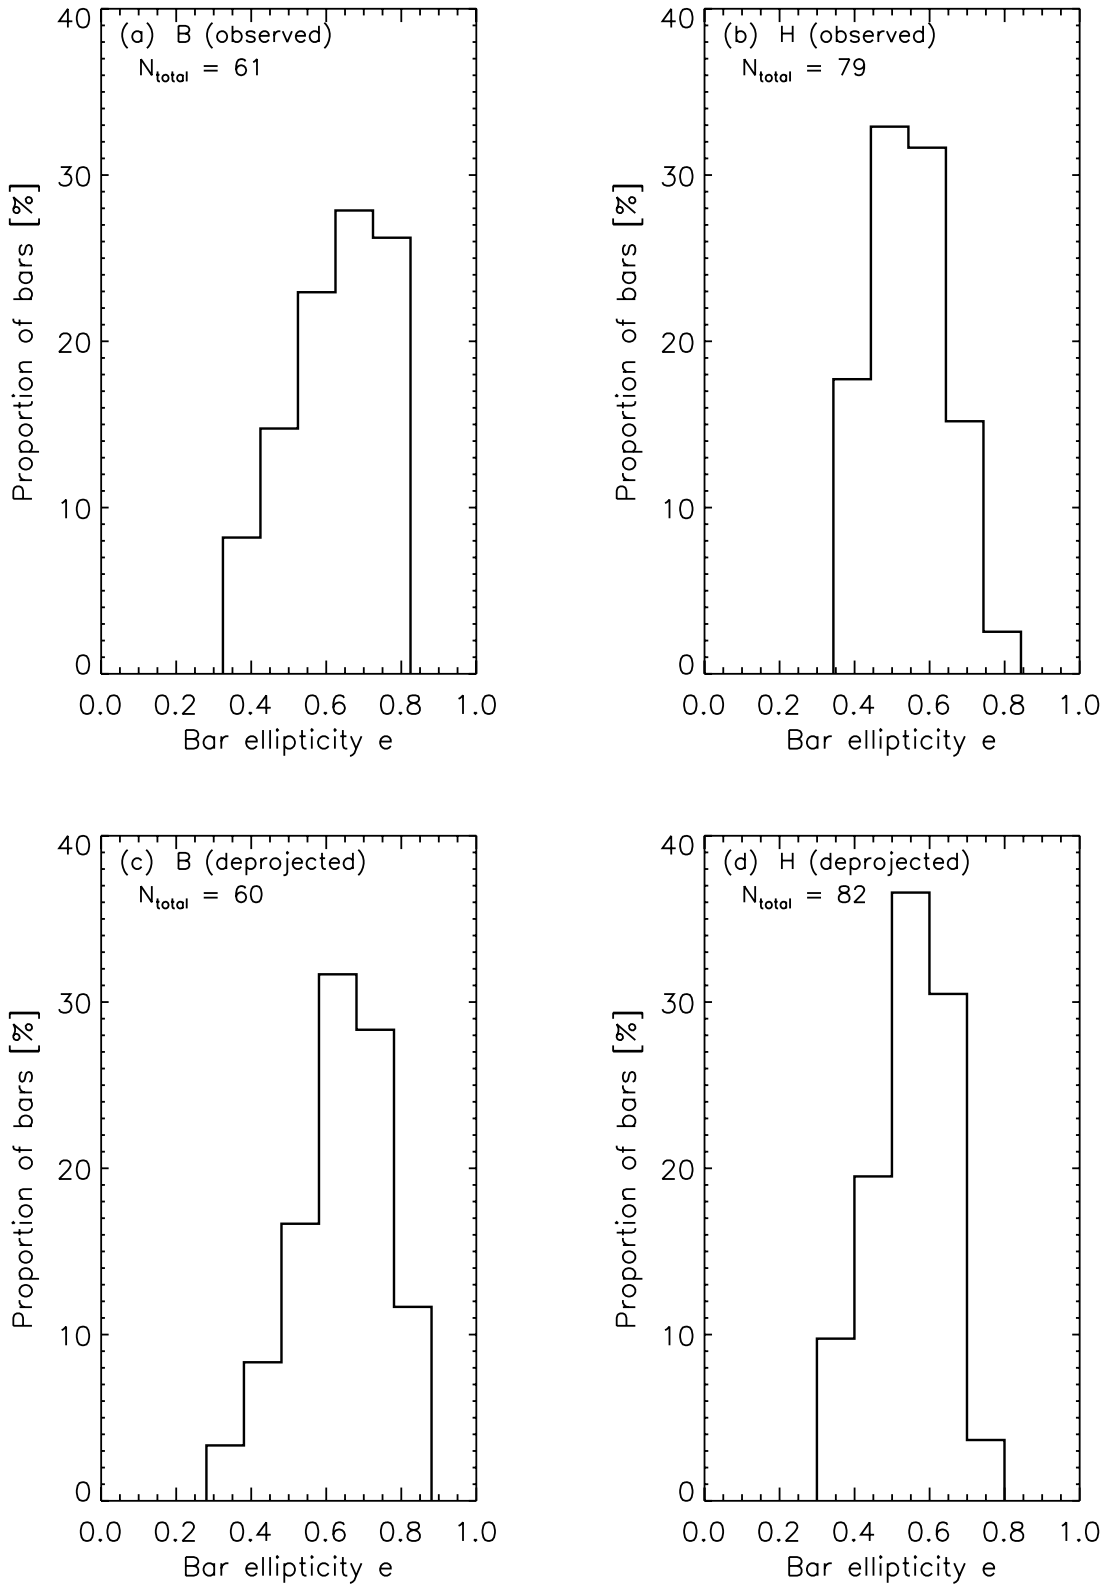 (a) B (observed)
N_total = 61
40
30
20
10
0
Proportion of bars [%]
0.0 0.2 0.4 0.6 0.8 1.0
Bar ellipticity e
(b) H (observed)
N_total = 79
40
30
20
10
0
Proportion of bars [%]
0.0 0.2 0.4 0.6 0.8 1.0
Bar ellipticity e
(c) B (deprojected)
N_total = 60
40
30
20
10
0
Proportion of bars [%]
0.0 0.2 0.4 0.6 0.8 1.0
Bar ellipticity e
(d) H (deprojected)
N_total = 82
40
30
20
10
0
Proportion of bars [%]
0.0 0.2 0.4 0.6 0.8 1.0
Bar ellipticity e